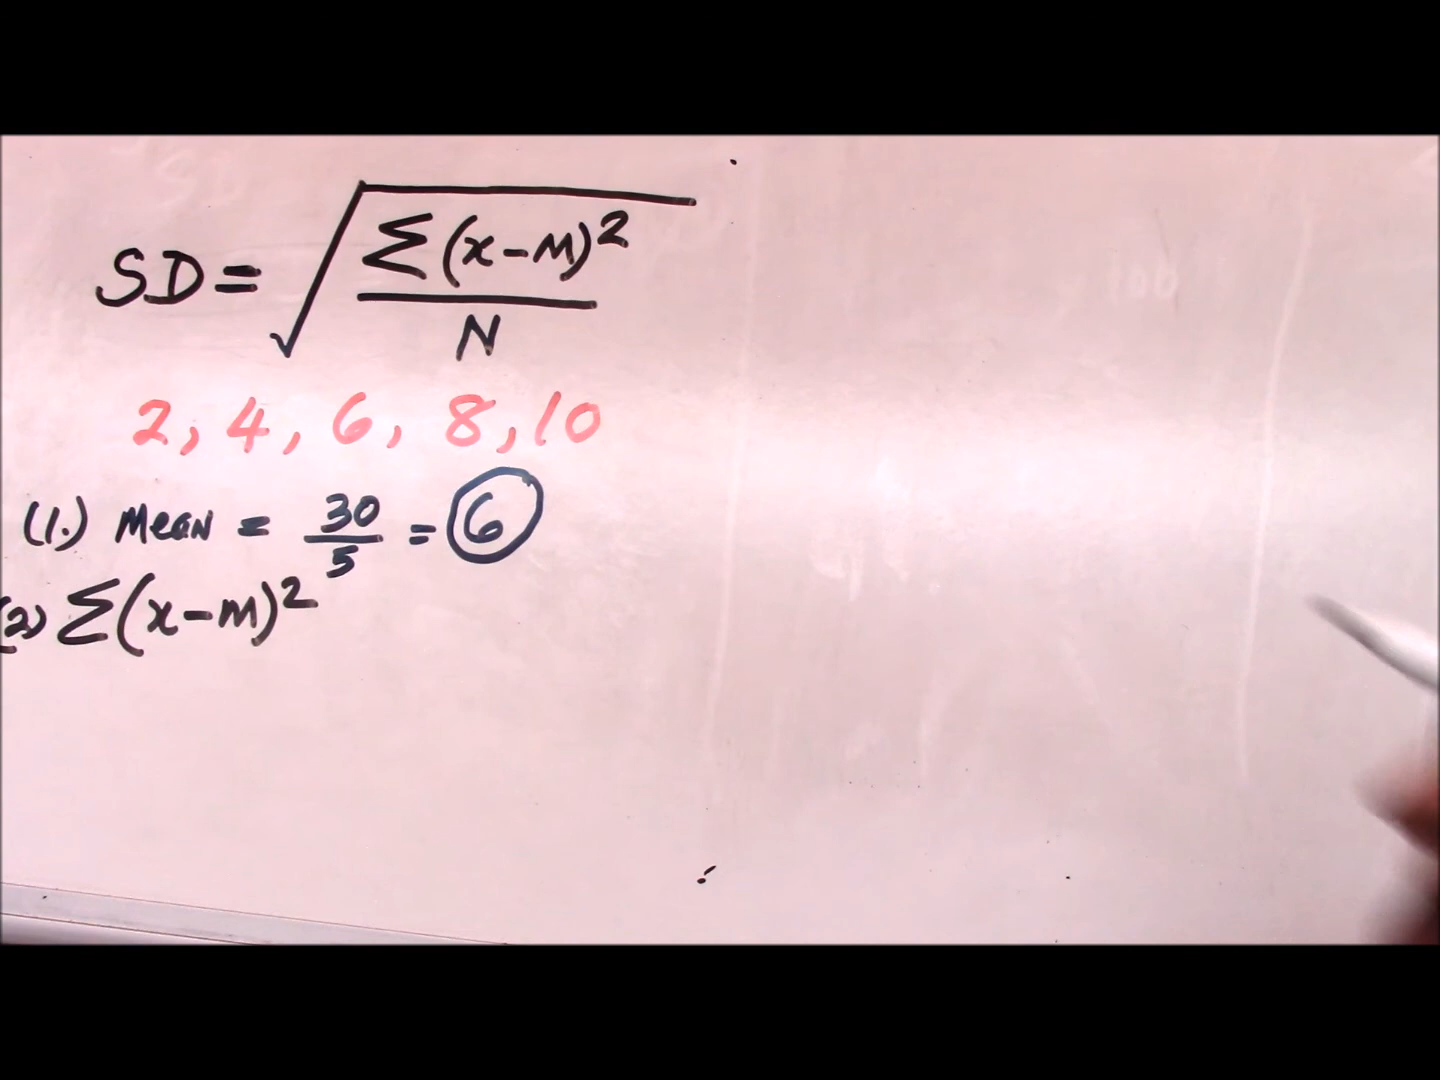 SD = √(Σ(x-M)²/N)
2, 4, 6, 8, 10
(1.) Mean = 30/5 = 6
(2) Σ(x-m)²